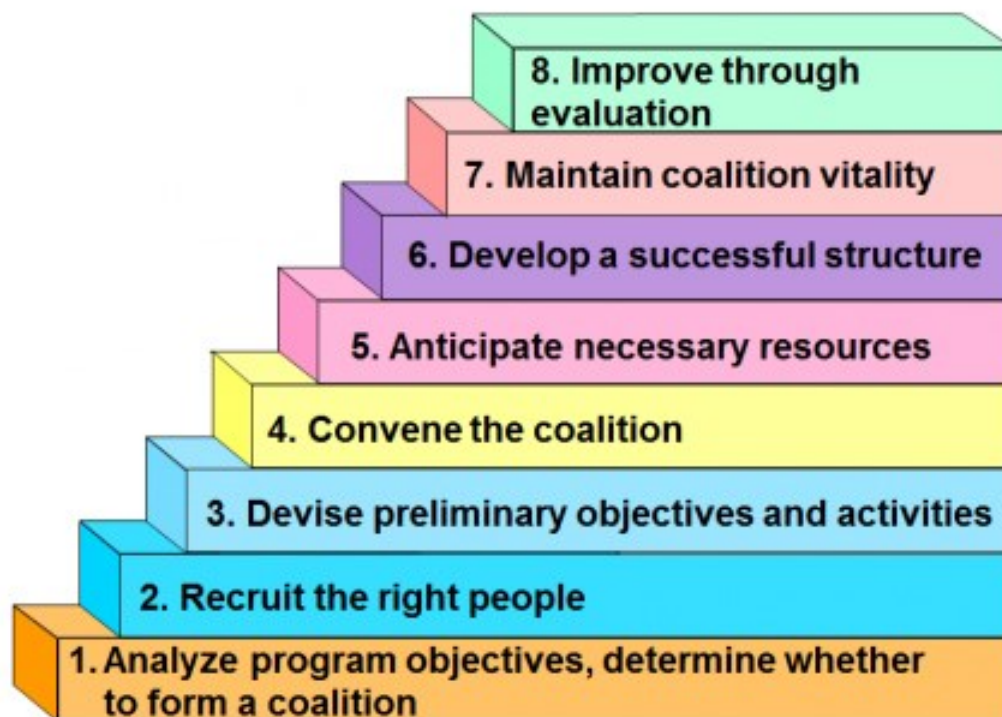 8. Improve through
evaluation
7. Maintain coalition vitality
6. Develop a successful structure
5. Anticipate necessary resources
4. Convene the coalition
3. Devise preliminary objectives and activities
2. Recruit the right people
1. Analyze program objectives, determine whether
to form a coalition